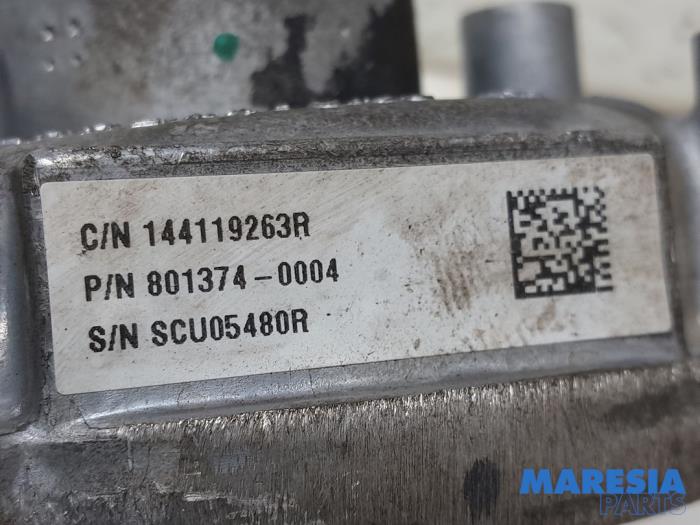 C/N 144119263R
P/N 801374-0004
S/N SCU05480R
MARESIA
PARTS